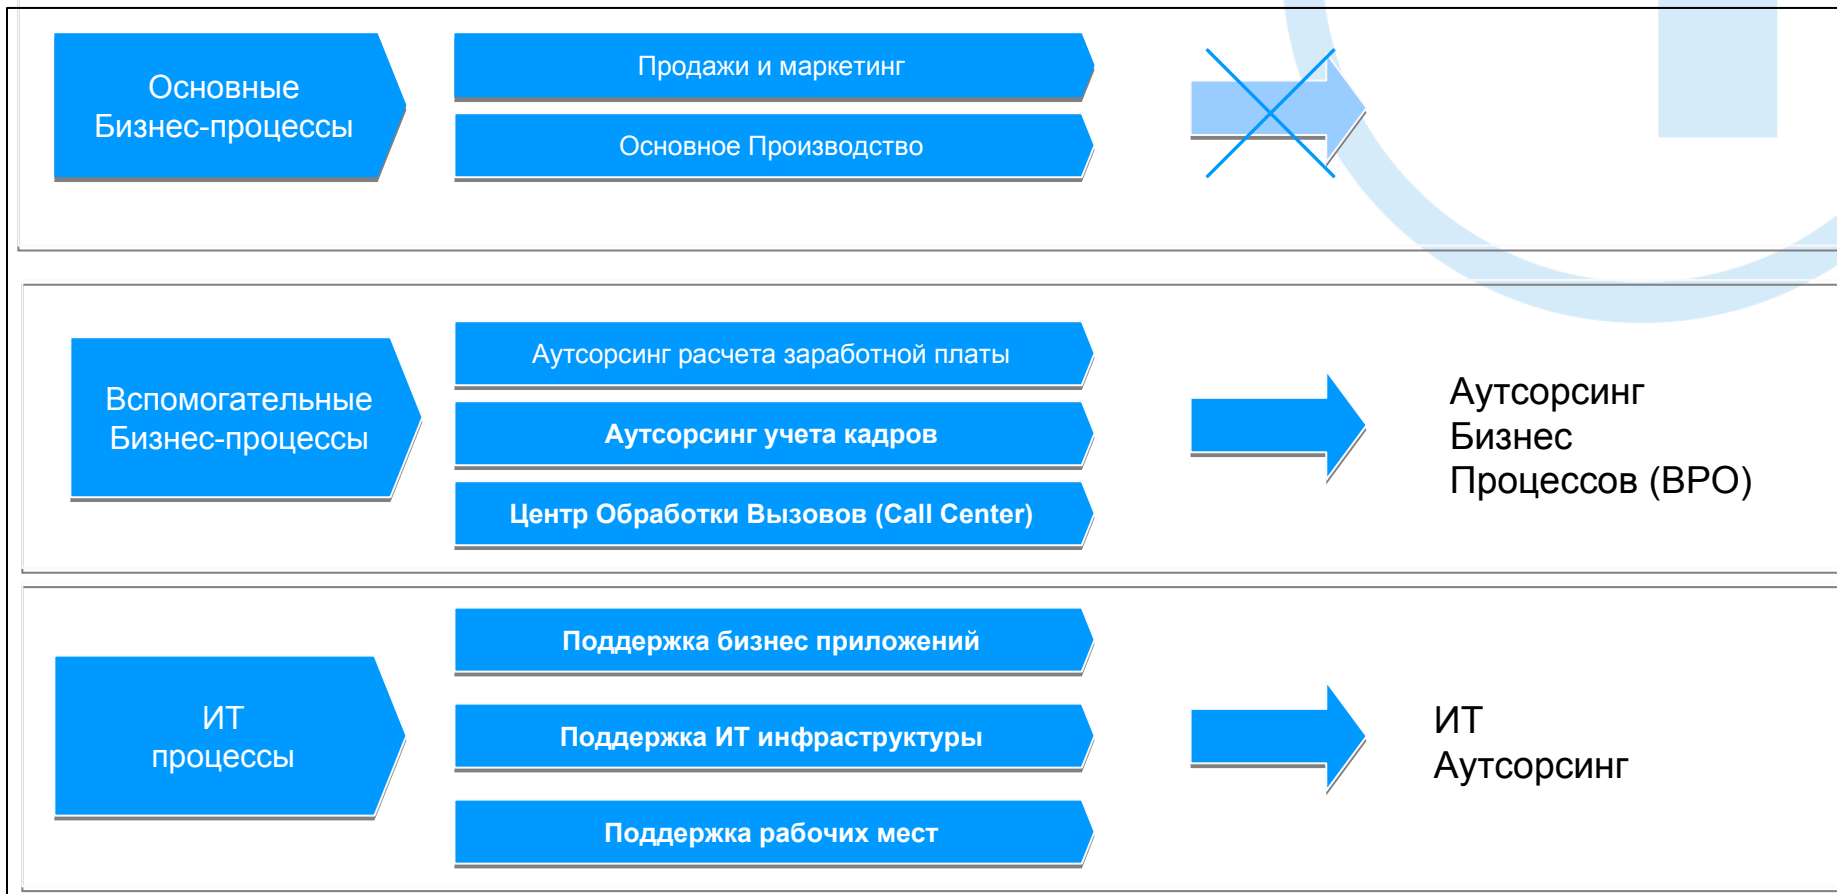 Основные
Бизнес-процессы
Продажи и маркетинг
Основное Производство
Вспомогательные
Бизнес-процессы
Аутсорсинг расчета заработной платы
Аутсорсинг учета кадров
Центр Обработки Вызовов (Call Center)
Аутсорсинг
Бизнес
Процессов (BPO)
ИТ
процессы
Поддержка бизнес приложений
Поддержка ИТ инфраструктуры
Поддержка рабочих мест
ИТ
Аутсорсинг